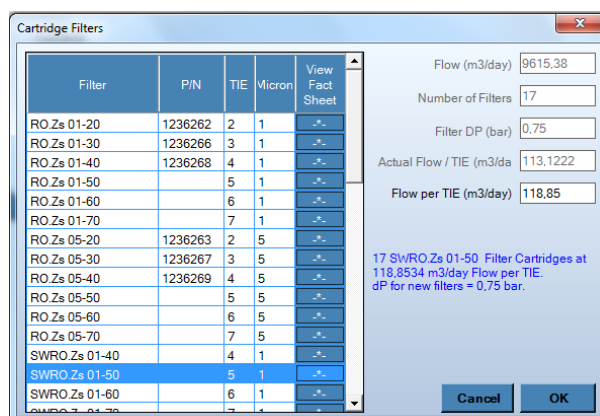 Cartridge Filters
x
Filter P/N TIE Micron View Fact Sheet
RO.Zs 01-20 1236262 2 1 -*-
RO.Zs 01-30 1236266 3 1 -*-
RO.Zs 01-40 1236268 4 1 -*-
RO.Zs 01-50 5 1 -*-
RO.Zs 01-60 6 1 -*-
RO.Zs 01-70 7 1 -*-
RO.Zs 05-20 1236263 2 5 -*-
RO.Zs 05-30 1236267 3 5 -*-
RO.Zs 05-40 1236269 4 5 -*-
RO.Zs 05-50 5 5 -*-
RO.Zs 05-60 6 5 -*-
RO.Zs 05-70 7 5 -*-
SWRO.Zs 01-40 4 1 -*-
SWRO.Zs 01-50 5 1 -*-
SWRO.Zs 01-60 6 1 -*-
SWRO.Zs 01-70 7 1
Flow (m3/day) 9615,38
Number of Filters 17
Filter DP (bar) 0,75
Actual Flow / TIE (m3/da 113,1222
Flow per TIE (m3/day) 118,85
17 SWRO.Zs 01-50 Filter Cartridges at
118,8534 m3/day Flow per TIE.
dP for new filters = 0,75 bar.
Cancel OK